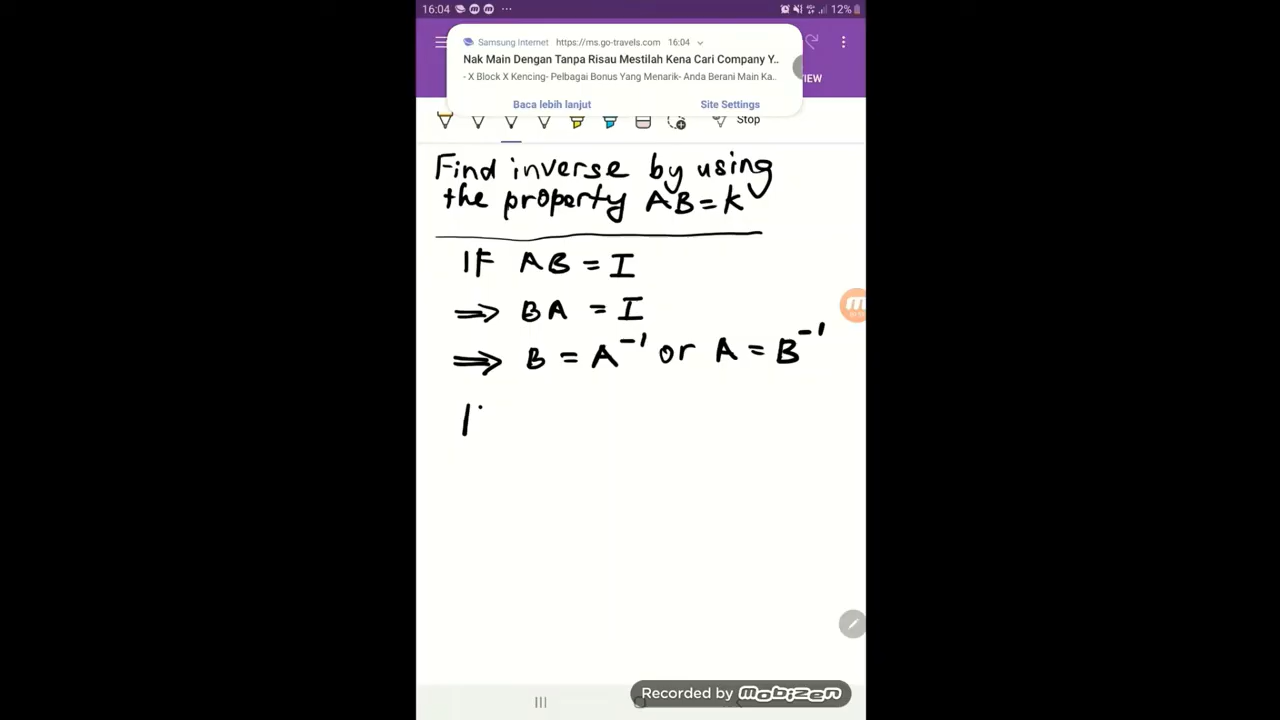 16:04 ... 12%
Samsung Internet https://ms.go-travels.com 16:04
Nak Main Dengan Tanpa Risau Mestilah Kena Cari Company Y..
- X Block X Kencing- Pelbagai Bonus Yang Menarik- Anda Berani Main Ka..
IEW
Baca lebih lanjut Site Settings
Stop
Find inverse by using
the property AB = k
If AB = I
⇒ BA = I
⇒ B = A⁻¹ or A = B⁻¹
Recorded by mobizen